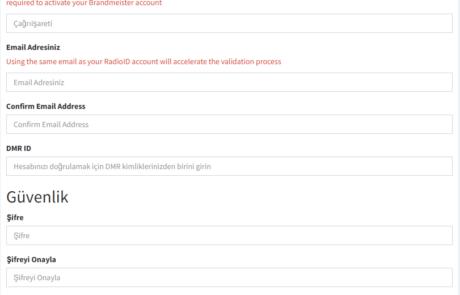 required to activate your Brandmeister account
Çağrıİşareti
Email Adresiniz
Using the same email as your RadioID account will accelerate the validation process
Email Adresiniz
Confirm Email Address
Confirm Email Address
DMR ID
Hesabınızı doğrulamak için DMR kimliklerinizden birini girin
Güvenlik
Şifre
Şifre
Şifreyi Onayla
Şifreyi Onayla